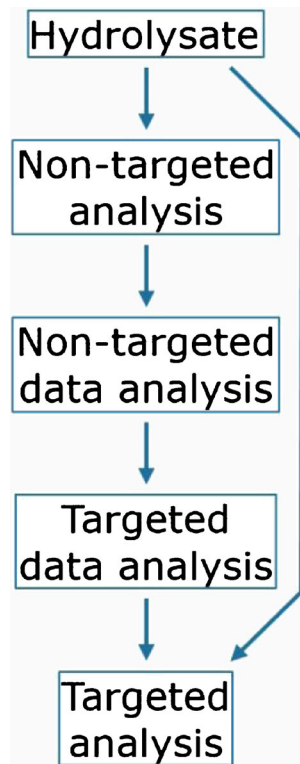 Hydrolysate
Non-targeted
analysis
Non-targeted
data analysis
Targeted
data analysis
Targeted
analysis